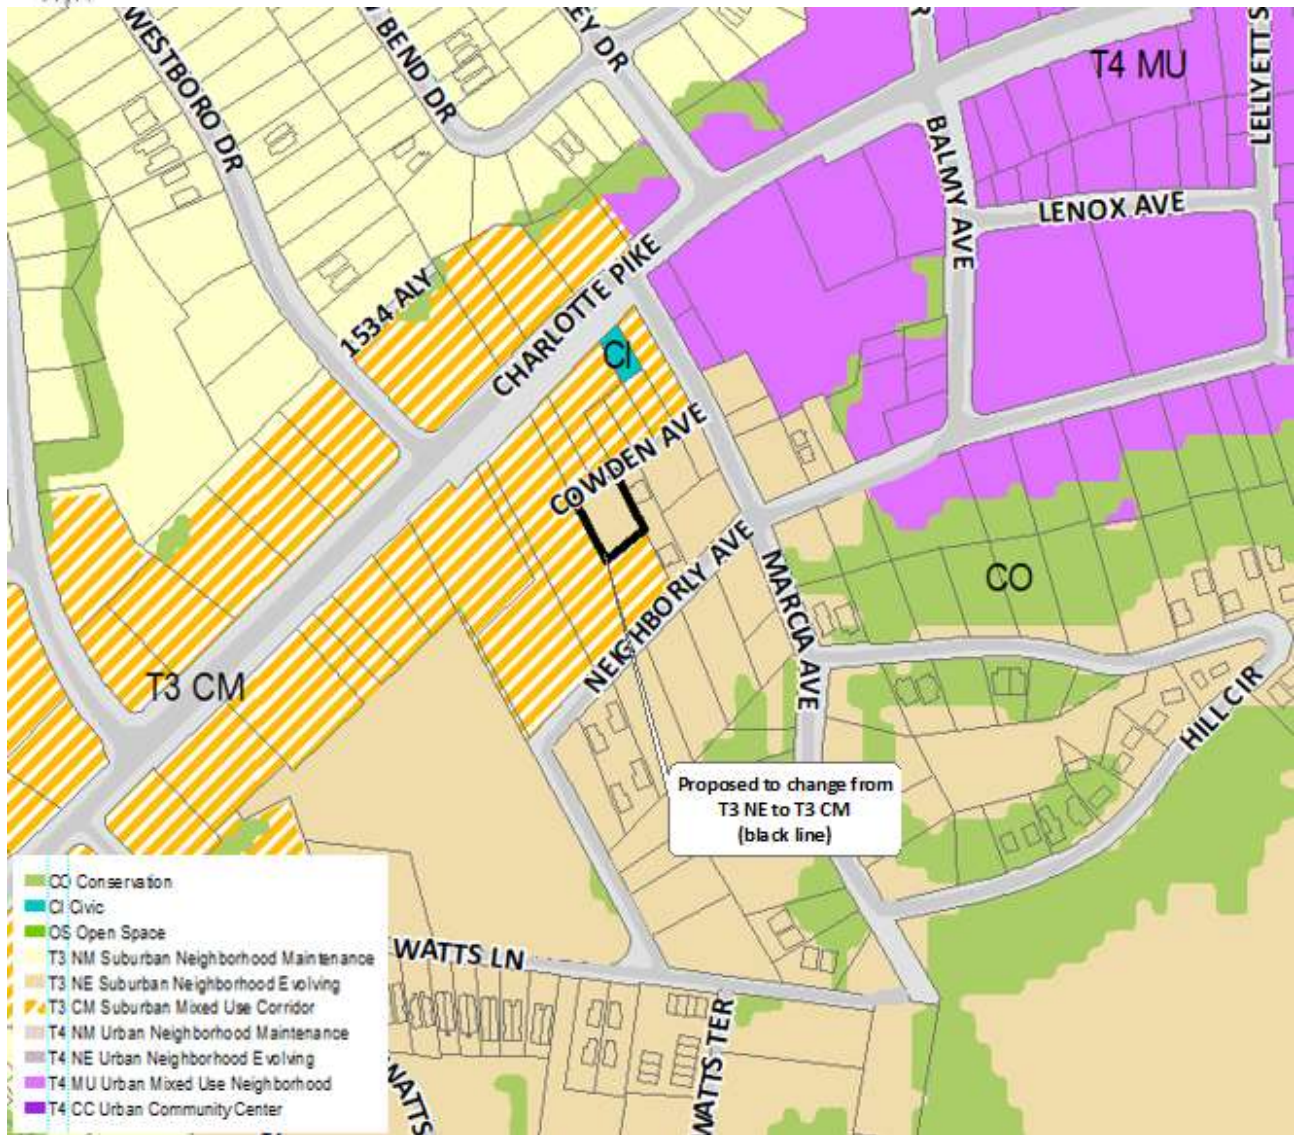 WESTBORO DR
BEND DR
LEY DR
T4 MU
LELLYETT S
BALMY AVE
LENOX AVE
1534 ALY
CHARLOTTE PIKE
CI
COWDEN AVE
NEIGHBORLY AVE
MARCIA AVE
CO
HILL CIR
T3 CM
Proposed to change from
T3 NE to T3 CM
(black line)
CO Conservation
CI Civic
OS Open Space
T3 NM Suburban Neighborhood Maintenance
T3 NE Suburban Neighborhood Evolving
T3 CM Suburban Mixed Use Corridor
T4 NM Urban Neighborhood Maintenance
T4 NE Urban Neighborhood Evolving
T4 MU Urban Mixed Use Neighborhood
T4 CC Urban Community Center
WATTS LN
WATTS TER
WATTS